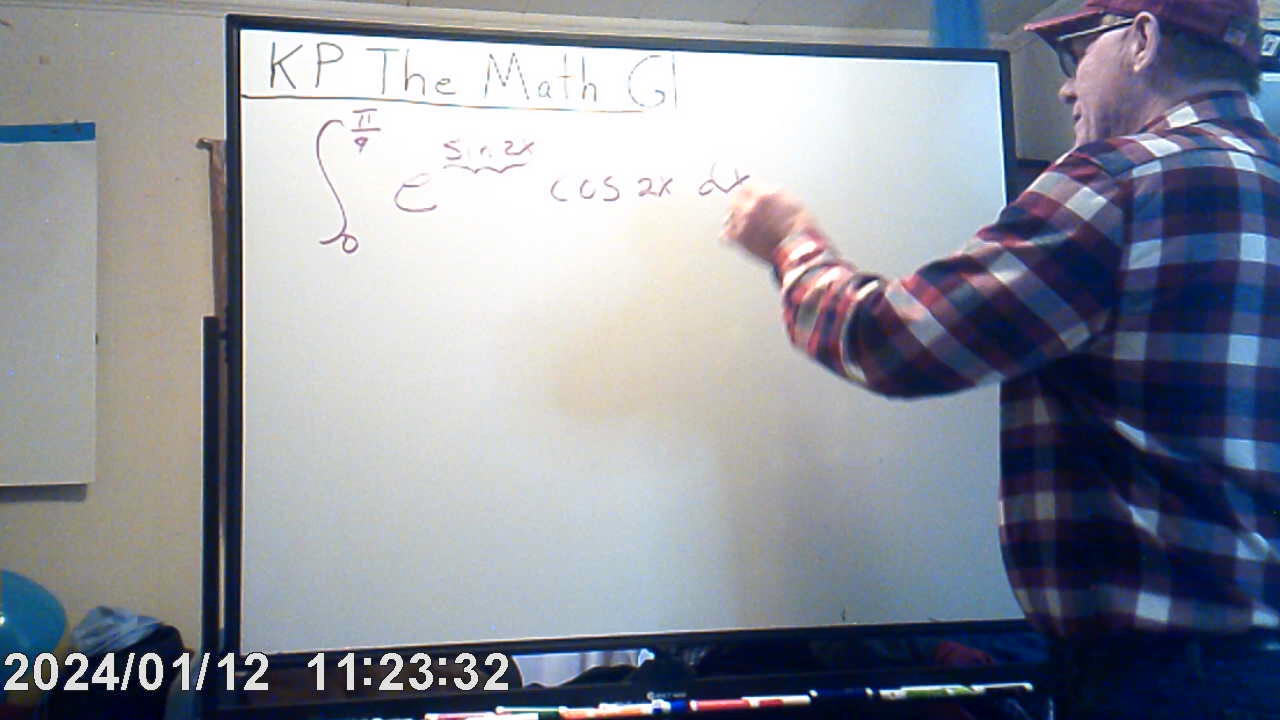 KP The Math G
∫₀^(π/4) e^(sin 2x) cos 2x dx
2024/01/12 11:23:32